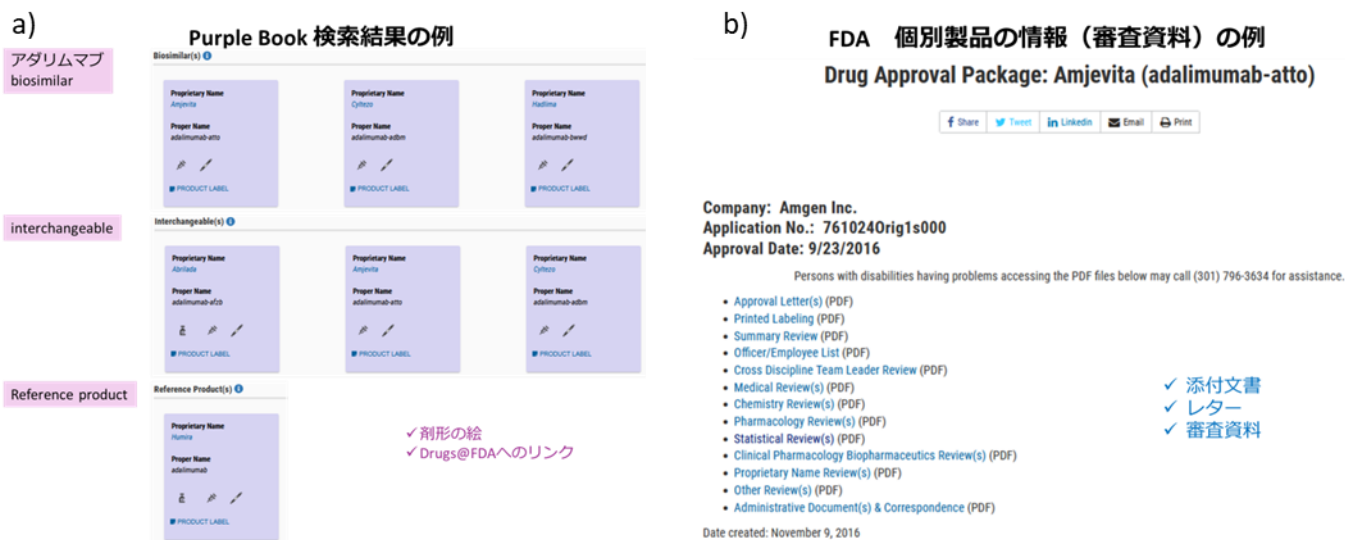 a)
Purple Book 検索結果の例
アダリムマブ
biosimilar
Biosimilar(s)
Proprietary Name
Amjevita
Proper Name
adalimumab-atto
PRODUCT LABEL
Proprietary Name
Cyltezo
Proper Name
adalimumab-adbm
PRODUCT LABEL
Proprietary Name
Hadlima
Proper Name
adalimumab-bwwd
PRODUCT LABEL
interchangeable
Interchangeable(s)
Proprietary Name
Abrilada
Proper Name
adalimumab-afzb
PRODUCT LABEL
Proprietary Name
Amjevita
Proper Name
adalimumab-atto
PRODUCT LABEL
Proprietary Name
Cyltezo
Proper Name
adalimumab-adbm
PRODUCT LABEL
Reference product
Reference Product(s)
Proprietary Name
Humira
Proper Name
adalimumab
PRODUCT LABEL
✓剤形の絵
✓Drugs@FDAへのリンク
b)
FDA 個別製品の情報（審査資料）の例
Drug Approval Package: Amjevita (adalimumab-atto)
Share Tweet Linkedin Email Print
Company: Amgen Inc.
Application No.: 761024Orig1s000
Approval Date: 9/23/2016
Persons with disabilities having problems accessing the PDF files below may call (301) 796-3634 for assistance.
• Approval Letter(s) (PDF)
• Printed Labeling (PDF)
• Summary Review (PDF)
• Officer/Employee List (PDF)
• Cross Discipline Team Leader Review (PDF)
• Medical Review(s) (PDF)
• Chemistry Review(s) (PDF)
• Pharmacology Review(s) (PDF)
• Statistical Review(s) (PDF)
• Clinical Pharmacology Biopharmaceutics Review(s) (PDF)
• Proprietary Name Review(s) (PDF)
• Other Review(s) (PDF)
• Administrative Document(s) & Correspondence (PDF)
✓ 添付文書
✓ レター
✓ 審査資料
Date created: November 9, 2016